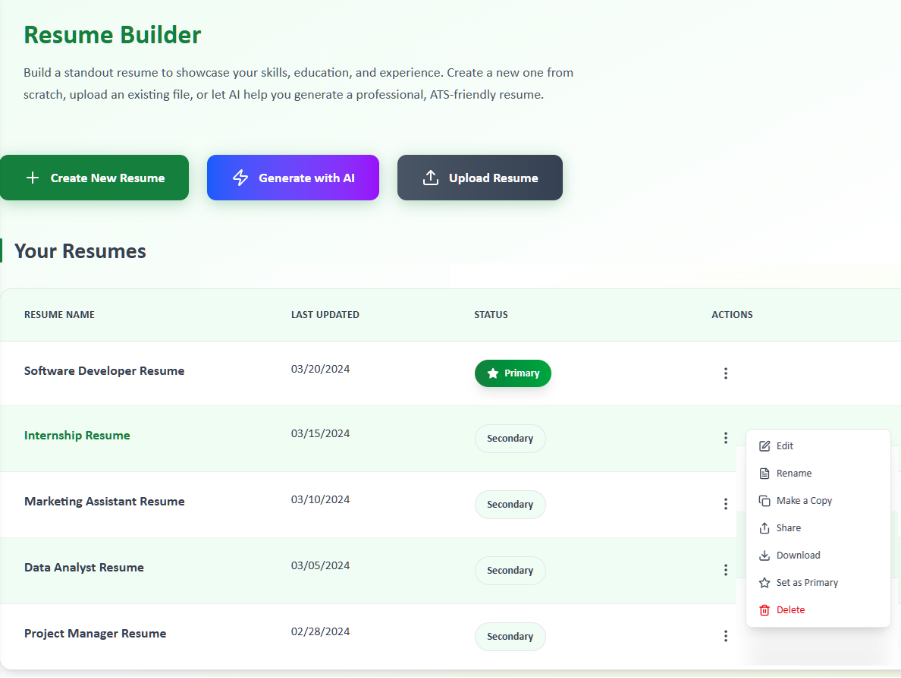 Resume Builder
Build a standout resume to showcase your skills, education, and experience. Create a new one from
scratch, upload an existing file, or let AI help you generate a professional, ATS-friendly resume.
Create New Resume
Generate with AI
Upload Resume
Your Resumes
RESUME NAME LAST UPDATED STATUS ACTIONS
Software Developer Resume 03/20/2024 Primary
Internship Resume 03/15/2024 Secondary
Marketing Assistant Resume 03/10/2024 Secondary
Data Analyst Resume 03/05/2024 Secondary
Project Manager Resume 02/28/2024 Secondary
Edit
Rename
Make a Copy
Share
Download
Set as Primary
Delete